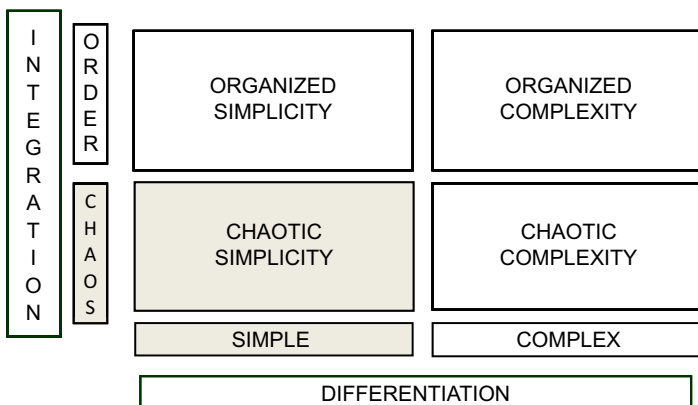 INTEGRATION
ORDER
ORGANIZED
SIMPLICITY
ORGANIZED
COMPLEXITY
CHAOS
CHAOTIC
SIMPLICITY
CHAOTIC
COMPLEXITY
SIMPLE
COMPLEX
DIFFERENTIATION